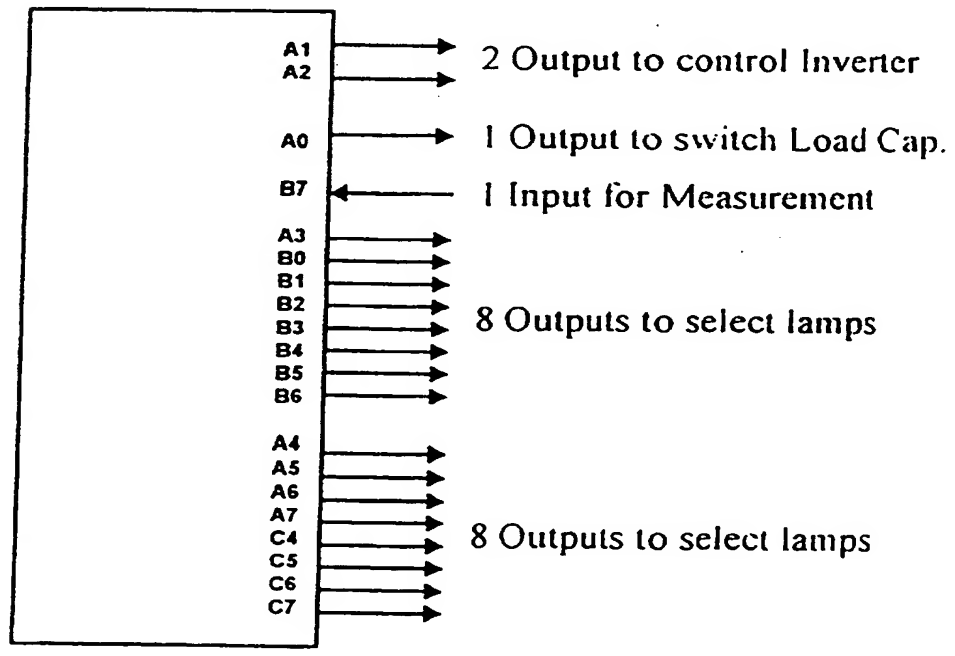 A1
A2
2 Output to control Inverter
A0
1 Output to switch Load Cap.
B7
1 Input for Measurement
A3
B0
B1
B2
B3
B4
B5
B6
8 Outputs to select lamps
A4
A5
A6
A7
C4
C5
C6
C7
8 Outputs to select lamps